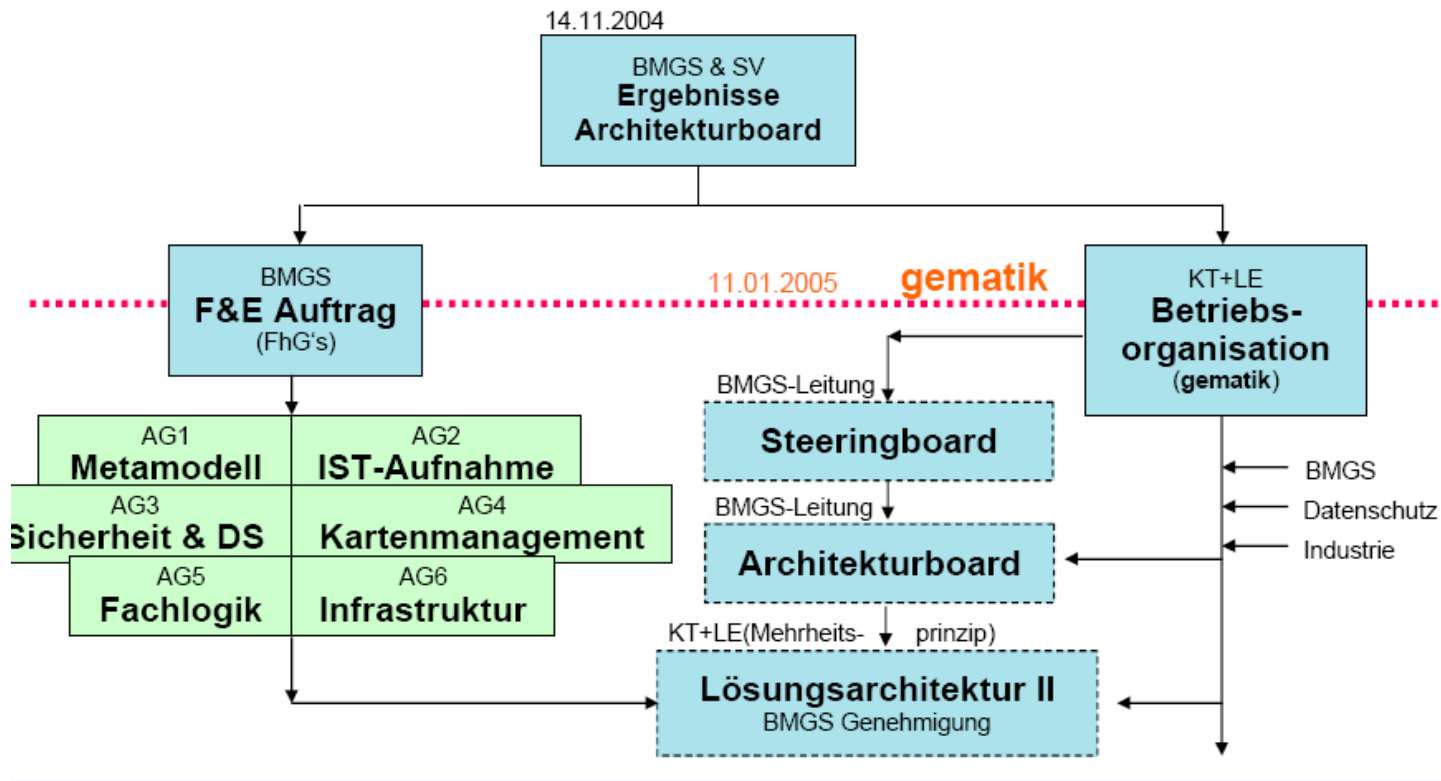 14.11.2004
BMGS & SV
Ergebnisse
Architekturboard
BMGS
F&E Auftrag
(FhG's)
11.01.2005
gematik
KT+LE
Betriebs-
organisation
(gematik)
BMGS-Leitung
Steeringboard
BMGS-Leitung
Architekturboard
KT+LE(Mehrheits- prinzip)
Lösungsarchitektur II
BMGS Genehmigung
BMGS
Datenschutz
Industrie
AG1
Metamodell
AG2
IST-Aufnahme
AG3
Sicherheit & DS
AG4
Kartenmanagement
AG5
Fachlogik
AG6
Infrastruktur